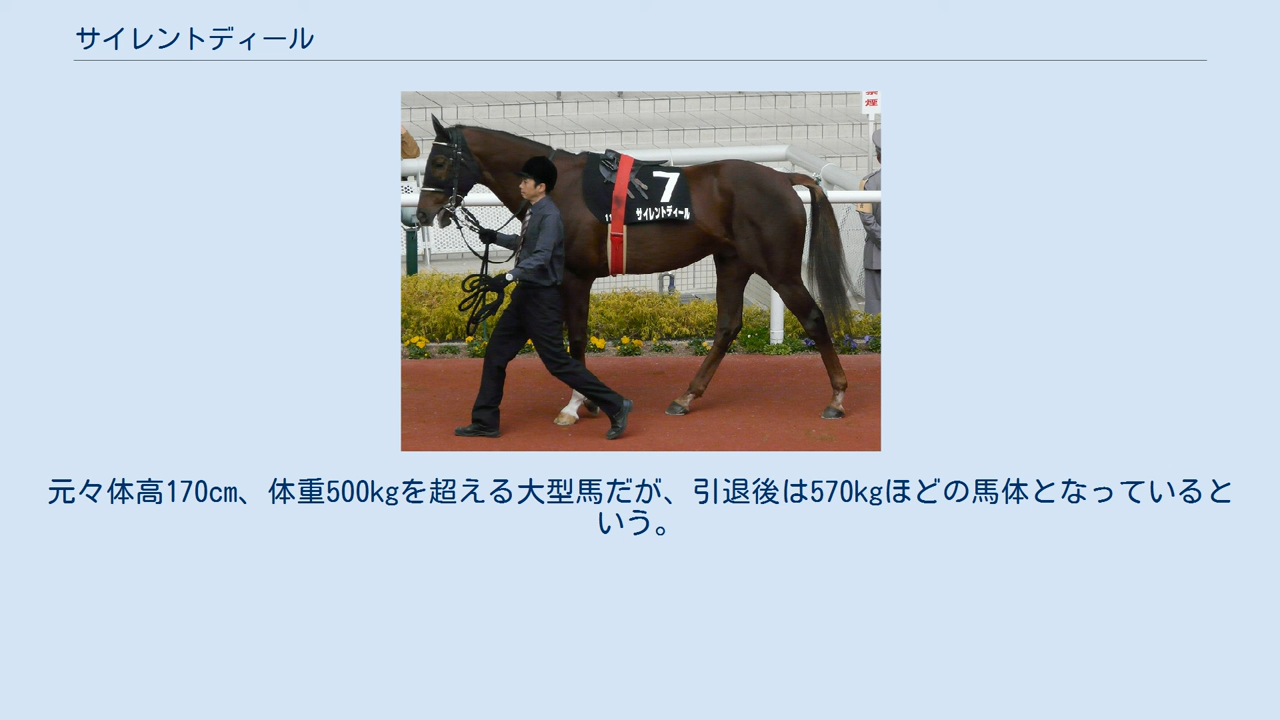 サイレントディール
禁
煙
7
サイレントディール
元々体高170cm、体重500kgを超える大型馬だが、引退後は570kgほどの馬体となっていると
いう。